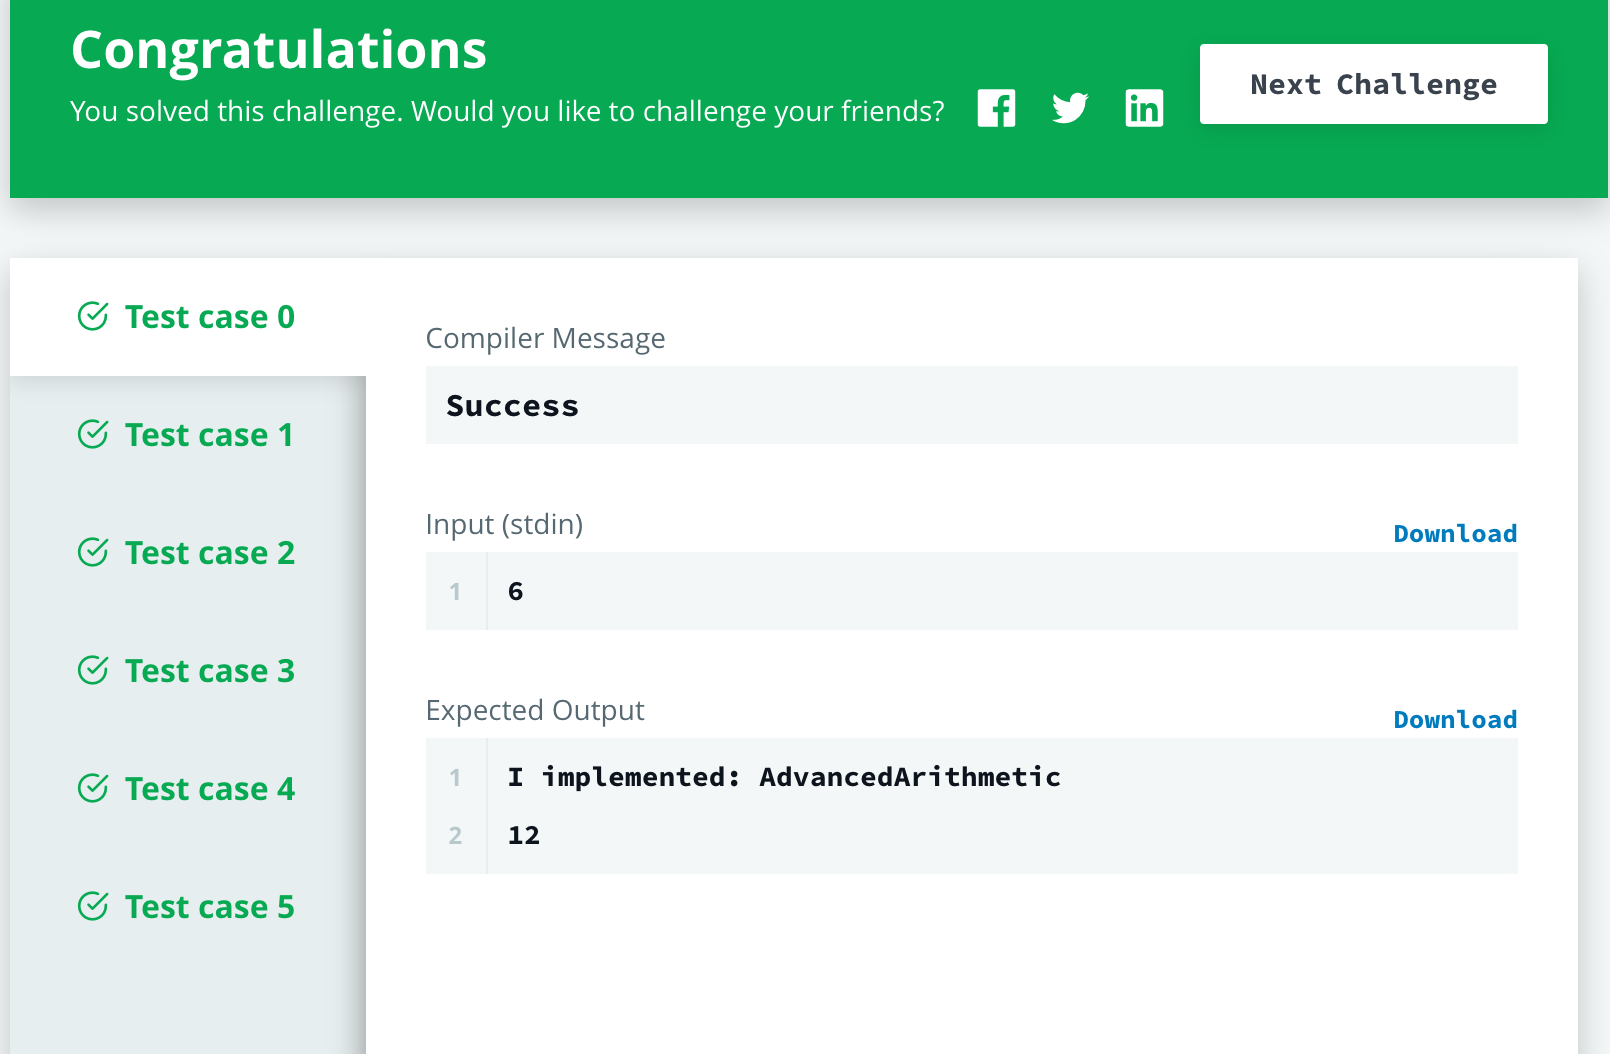 Congratulations
You solved this challenge. Would you like to challenge your friends?
Next Challenge
Test case 0
Test case 1
Test case 2
Test case 3
Test case 4
Test case 5
Compiler Message
Success
Input (stdin)
Download
1 6
Expected Output
Download
1 I implemented: AdvancedArithmetic
2 12